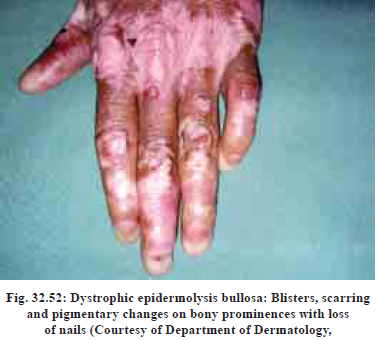 Fig. 32.52: Dystrophic epidermolysis bullosa: Blisters, scarring
and pigmentary changes on bony prominences with loss
of nails (Courtesy of Department of Dermatology,